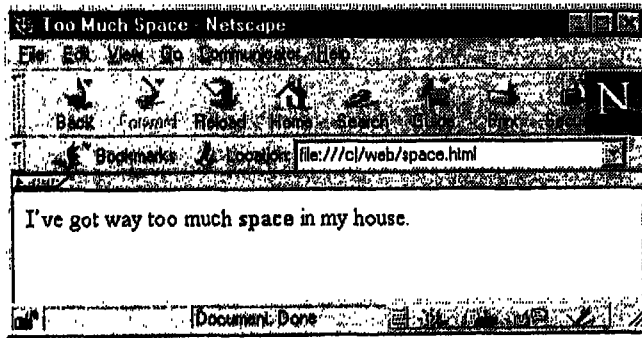 Too Much Space - Netscape
File Edit View Go Communicator Help
Back Forward Reload Home Search Guide Print
N
Bookmarks Location: file:///c|/web/space.html
I've got way too much space in my house.
Document: Done